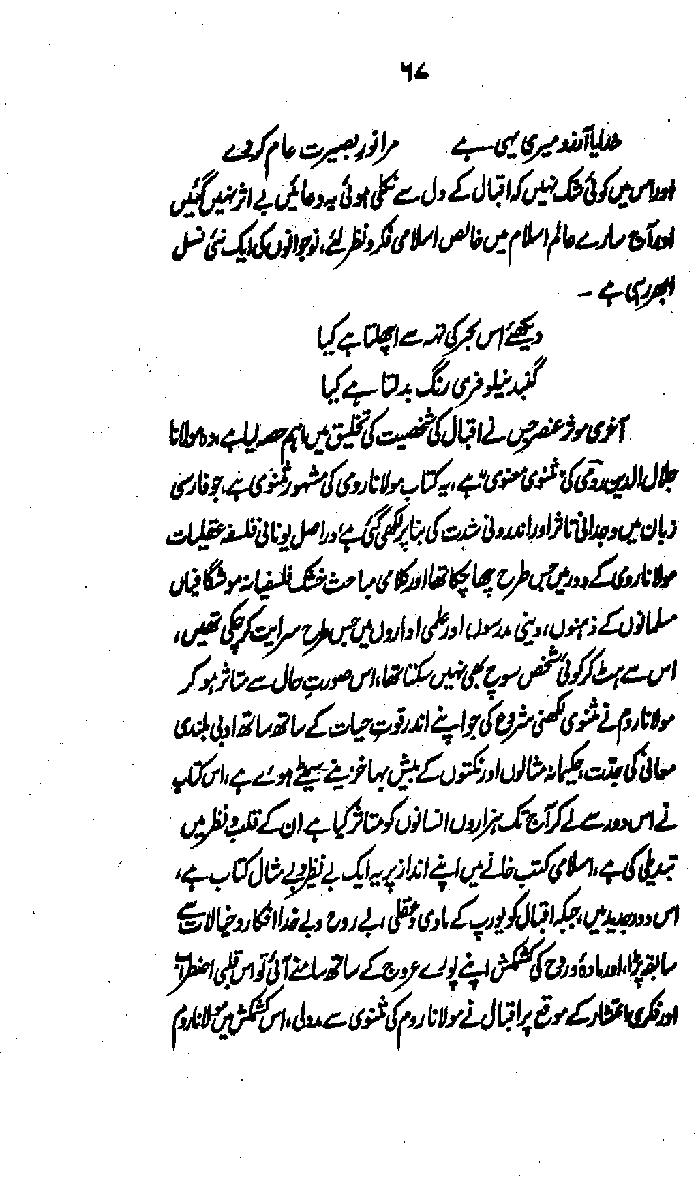 ۶۷
خدایا آرزو میری یہی ہے مرا نورِ بصیرت عام کر دے
اور اس میں کوئی شک نہیں کہ اقبال کے دل سے نکلی ہوئی یہ دعائیں بے اثر نہیں گئیں
اور آج سارے عالم اسلام میں خالص اسلامی فکر و نظر لئے، نوجوانوں کی ایک نئی نسل
ابھر رہی ہے۔
دیکھئے اس بحر کی تہہ سے اچھلتا ہے کیا
گنبد نیلوفری رنگ بدلتا ہے کیا
آخری موثر عنصر جس نے اقبال کی شخصیت کی تخلیق میں اہم حصہ لیا ہے، وہ مولانا
جلال الدین رومی کی "مثنوی معنوی" ہے، یہ کتاب مولانا رومی کی مشہور مثنوی ہے، جو فارسی
زبان میں وجدانی تاثر اور اندرونی شدت کی بنا پر لکھی گئی ہے، دراصل یونانی فلسفۂ عقلیات
مولانا رومی کے دور میں جس طرح چھا چکا تھا اور کلامی مباحث خشک فلسفیانہ موشگافیاں
مسلمانوں کے ذہنوں، دینی مدرسوں اور علمی اداروں میں جس طرح سرایت کر چکی تھیں،
اس سے ہٹ کر کوئی شخص سوچ بھی نہیں سکتا تھا، اس صورتِ حال سے متاثر ہو کر
مولانا روم نے مثنوی لکھنی شروع کی جو اپنے اندر قوتِ حیات کے ساتھ ساتھ ادبی بلندی
معانی کی جدّت، حکیمانہ مثالوں اور نکتوں کے بیش بہا خزینے سمیٹے ہوئے ہے، اس کتاب
نے اس دور سے لے کر آج تک ہزاروں انسانوں کو متاثر کیا ہے ان کے قلب و نظر میں
تبدیلی کی ہے، اسلامی کتب خانے میں اپنے انداز پر یہ ایک بے نظیر و بے مثال کتاب ہے،
اس دور جدید میں، جبکہ اقبال کو یورپ کے مادی و عقلی، بے روح و بے خدا افکار و خیالات سے
سابقہ پڑا، اور مادہ و روح کی کشمکش اپنے پورے عروج کے ساتھ سامنے آئی تو اس قلبی اضطراب
اور فکری انتشار کے موقع پر اقبال نے مولانا روم کی مثنوی سے مدد لی، اس کشمکش میں مولانا روم